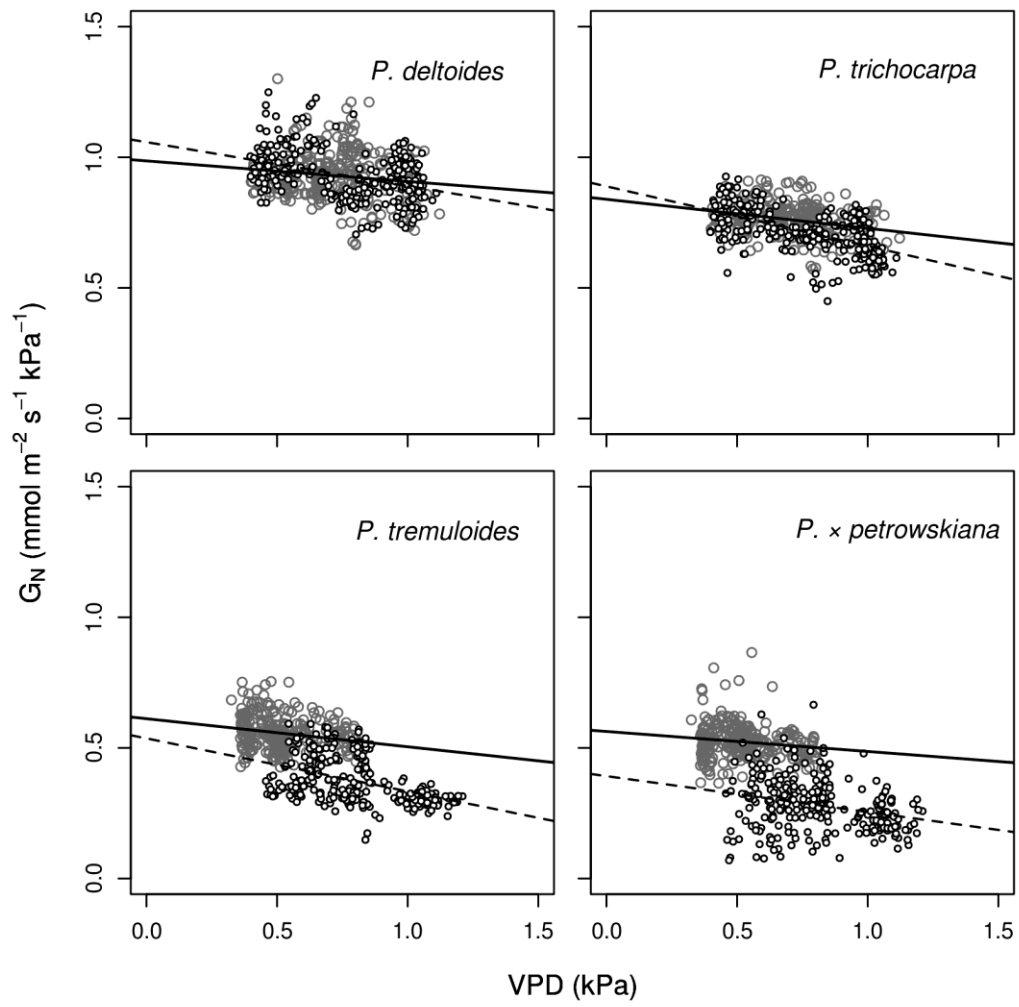 1.5
P. deltoides
P. trichocarpa
1.0
0.5
0.0
G_N (mmol m⁻² s⁻¹ kPa⁻¹)
1.5
P. tremuloides
P. × petrowskiana
1.0
0.5
0.0
0.0 0.5 1.0 1.5
0.0 0.5 1.0 1.5
VPD (kPa)